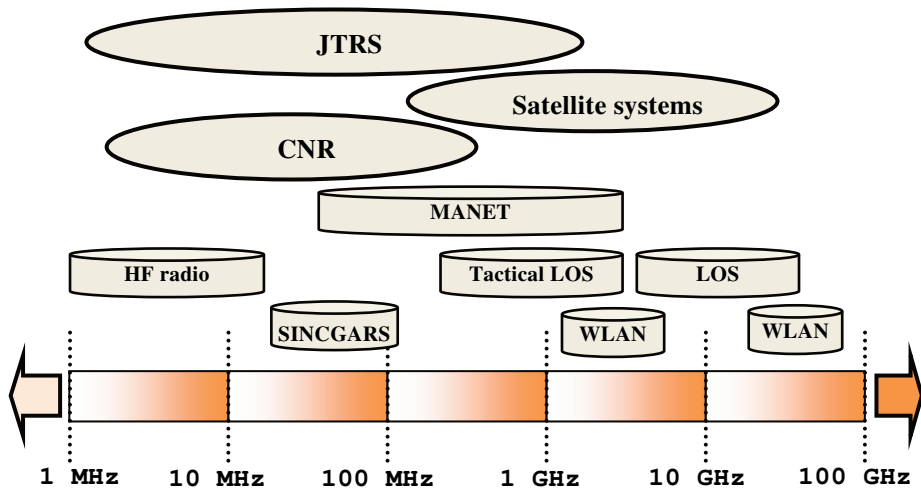 JTRS
Satellite systems
CNR
MANET
HF radio
Tactical LOS
LOS
SINCGARS
WLAN
WLAN
1 MHz
10 MHz
100 MHz
1 GHz
10 GHz
100 GHz